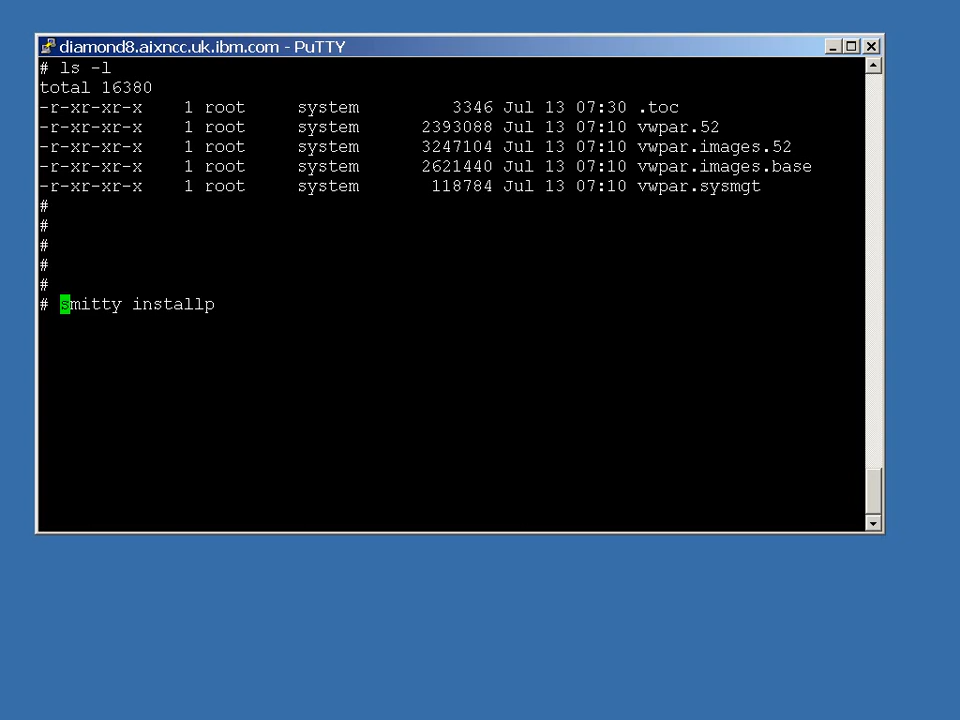 diamond8.aixncc.uk.ibm.com - PuTTY
# ls -l
total 16380
-r-xr-xr-x    1 root     system         3346 Jul 13 07:30 .toc
-r-xr-xr-x    1 root     system      2393088 Jul 13 07:10 vwpar.52
-r-xr-xr-x    1 root     system      3247104 Jul 13 07:10 vwpar.images.52
-r-xr-xr-x    1 root     system      2621440 Jul 13 07:10 vwpar.images.base
-r-xr-xr-x    1 root     system       118784 Jul 13 07:10 vwpar.sysmgt
#
#
#
#
#
# smitty installp